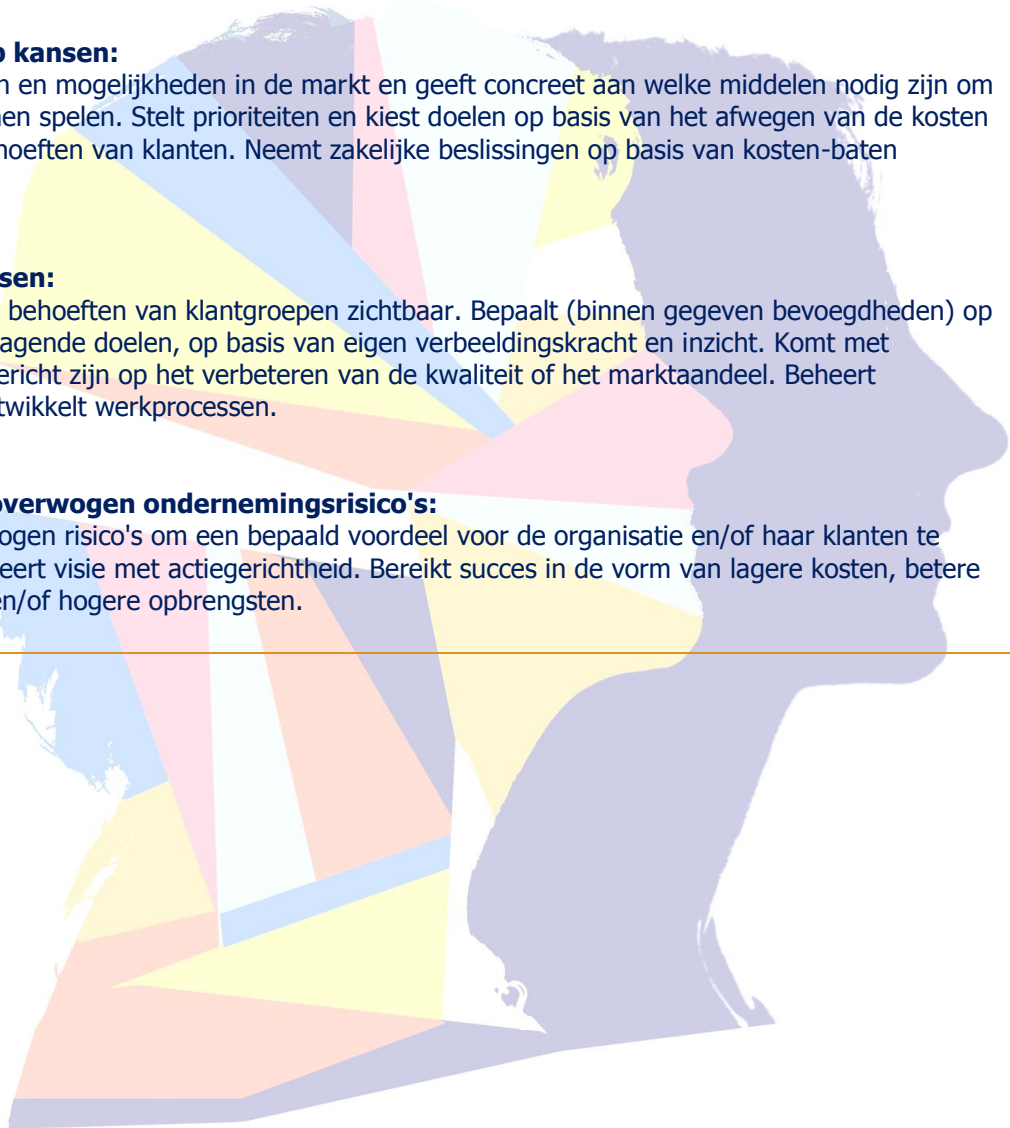 kansen:
en mogelijkheden in de markt en geeft concreet aan welke middelen nodig zijn om
en spelen. Stelt prioriteiten en kiest doelen op basis van het afwegen van de kosten
hoeften van klanten. Neemt zakelijke beslissingen op basis van kosten-baten
sen:
behoeften van klantgroepen zichtbaar. Bepaalt (binnen gegeven bevoegdheden) op
agende doelen, op basis van eigen verbeeldingskracht en inzicht. Komt met
ericht zijn op het verbeteren van de kwaliteit of het marktaandeel. Beheert
twikkelt werkprocessen.
overwogen ondernemingsrisico's:
ogen risico's om een bepaald voordeel voor de organisatie en/of haar klanten te
eert visie met actiegerichtheid. Bereikt succes in de vorm van lagere kosten, betere
en/of hogere opbrengsten.